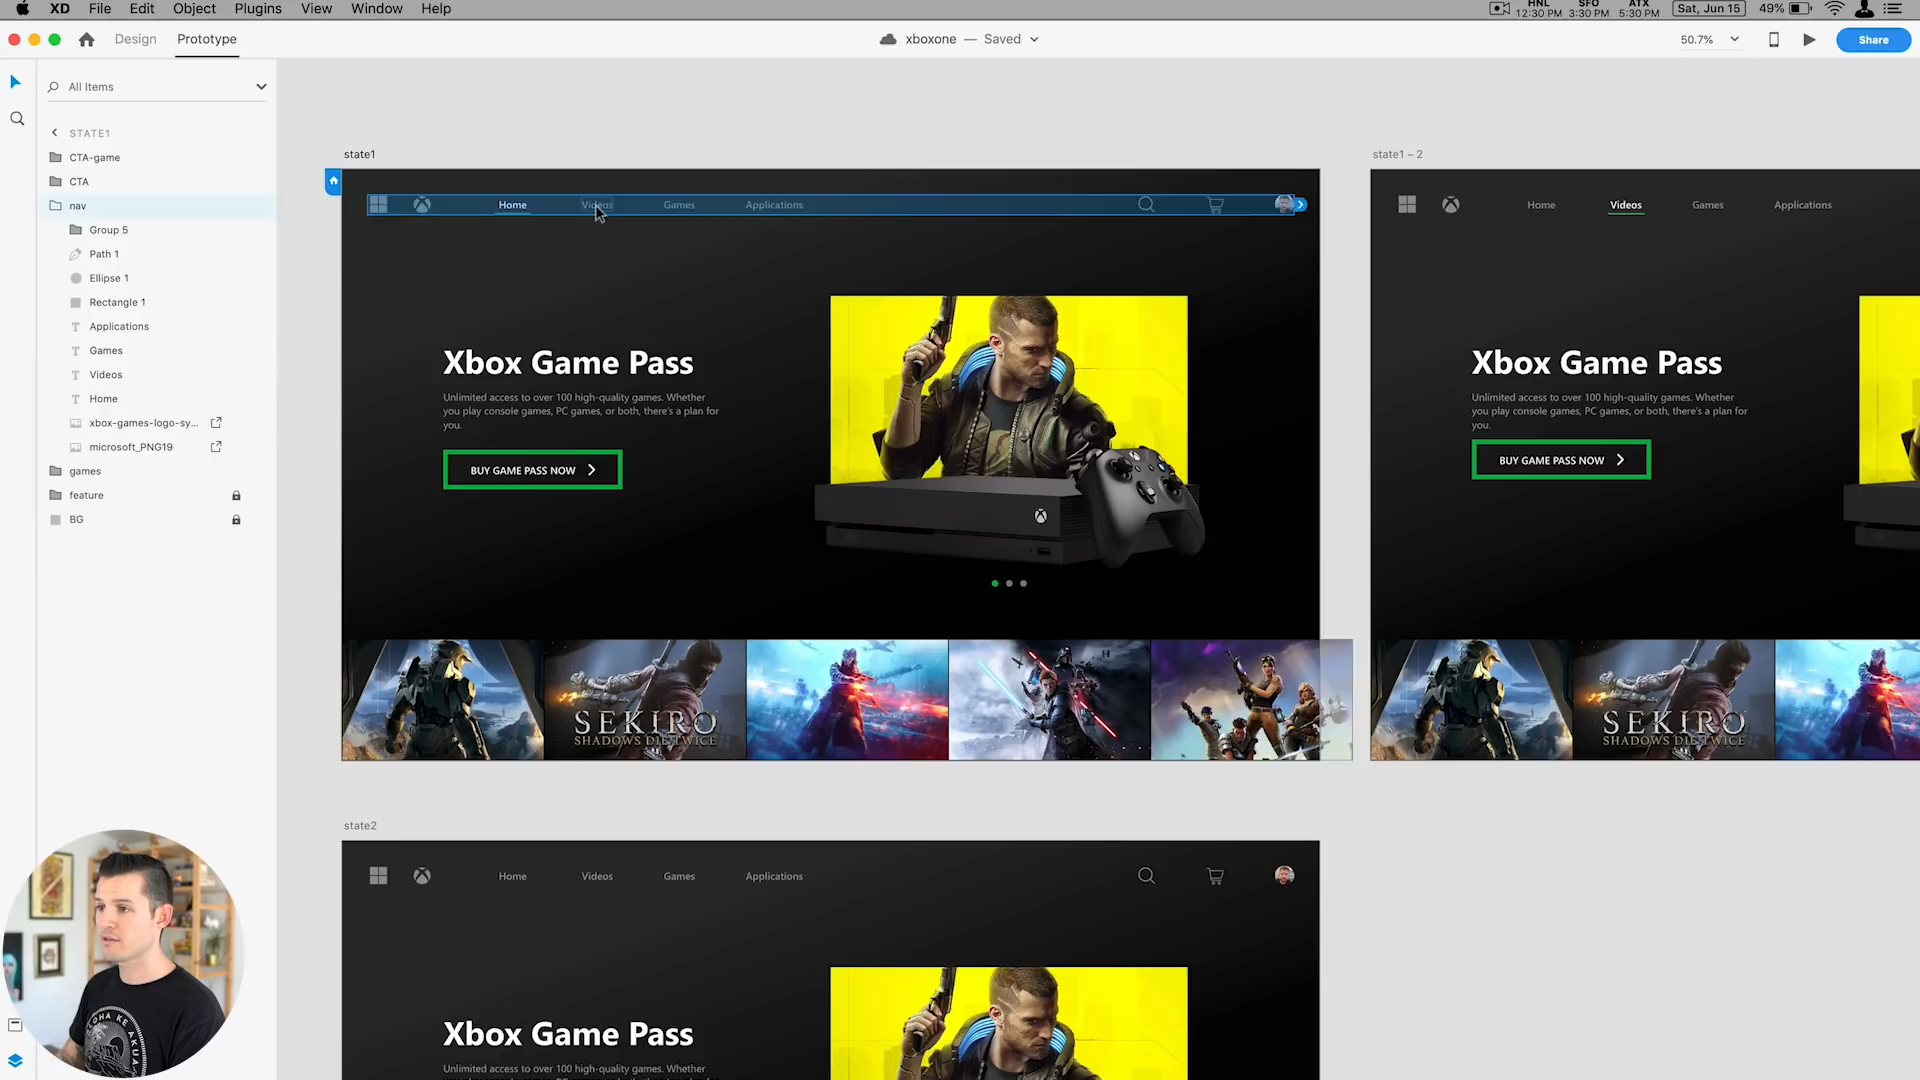 XD File Edit Plugins Object View Window Help
HNL 12:30 PM SFO 3:30 PM ATX 5:30 PM Sat, Jun 15 49%
Design Prototype
xboxone — Saved
50.7%
Share
All Items
STATE1
CTA-game
CTA
nav
Group 5
Path 1
Ellipse 1
Rectangle 1
Applications
Games
Videos
Home
xbox-games-logo-sy...
microsoft_PNG19
games
feature
BG
state1
Home Videos Games Applications
Xbox Game Pass
Unlimited access to over 100 high-quality games. Whether
you play console games, PC games, or both, there's a plan for
you.
BUY GAME PASS NOW
SEKIRO
SHADOWS DIE TWICE
state1 – 2
Home Videos Games Applications
Xbox Game Pass
Unlimited access to over 100 high-quality games. Whether
you play console games, PC games, or both, there's a plan for
you.
BUY GAME PASS NOW
SEKIRO
SHADOWS DIE TWICE
state2
Home Videos Games Applications
Xbox Game Pass
Unlimited access to over 100 high-quality games. Whether